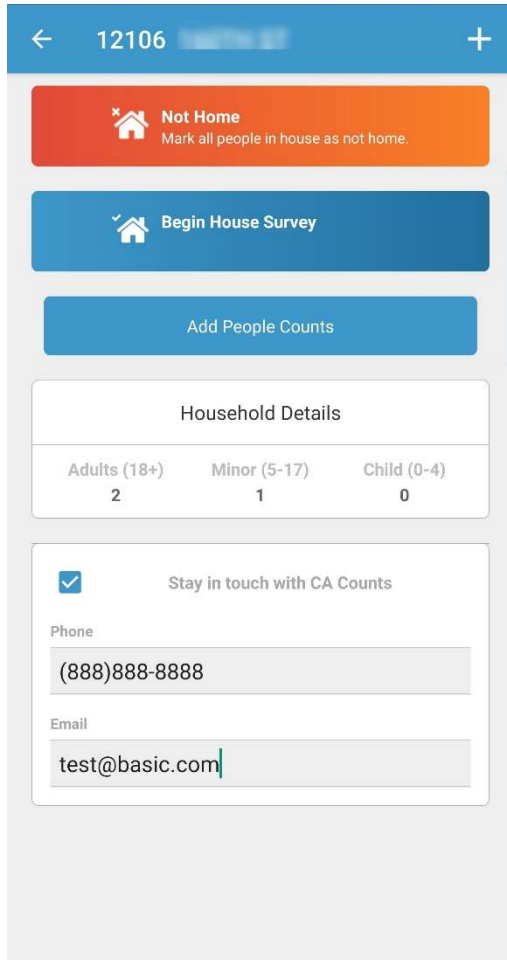 12106
Not Home
Mark all people in house as not home.
Begin House Survey
Add People Counts
Household Details
Adults (18+) Minor (5-17) Child (0-4)
2 1 0
Stay in touch with CA Counts
Phone
(888)888-8888
Email
test@basic.com